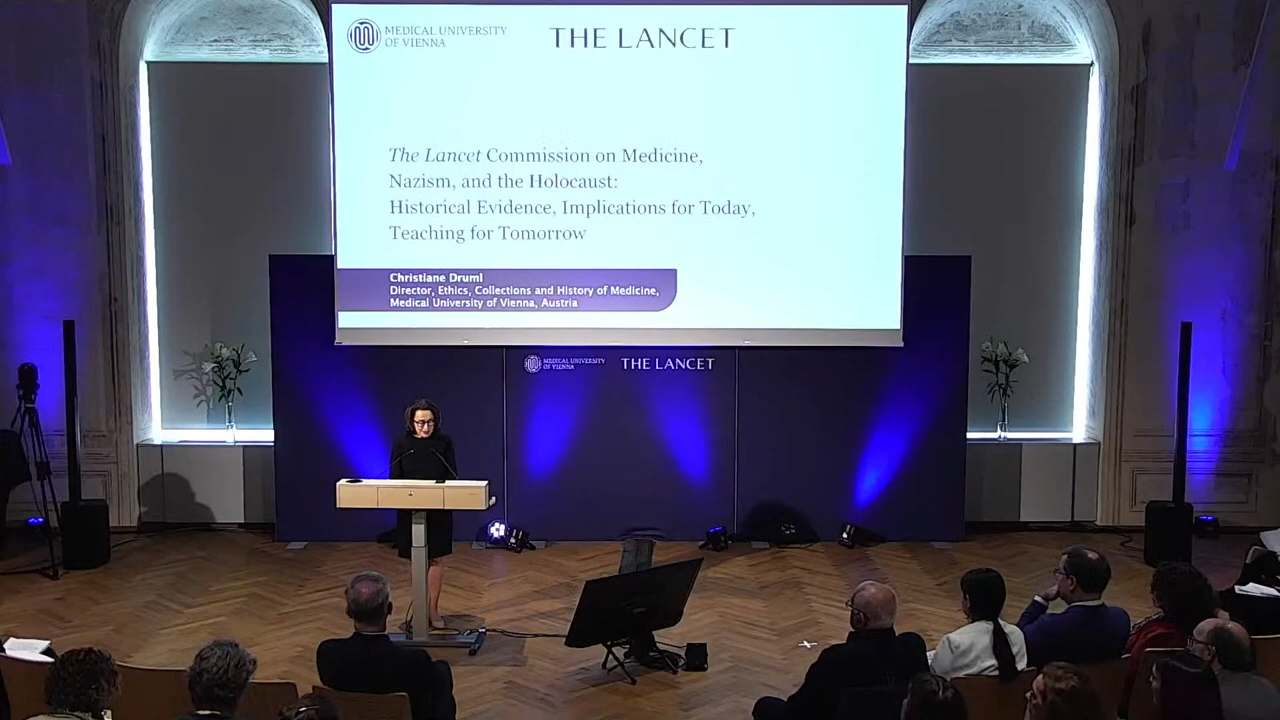 MEDICAL UNIVERSITY
OF VIENNA
THE LANCET
The Lancet Commission on Medicine,
Nazism, and the Holocaust:
Historical Evidence, Implications for Today,
Teaching for Tomorrow
Christiane Druml
Director, Ethics, Collections and History of Medicine,
Medical University of Vienna, Austria
MEDICAL UNIVERSITY
OF VIENNA
THE LANCET